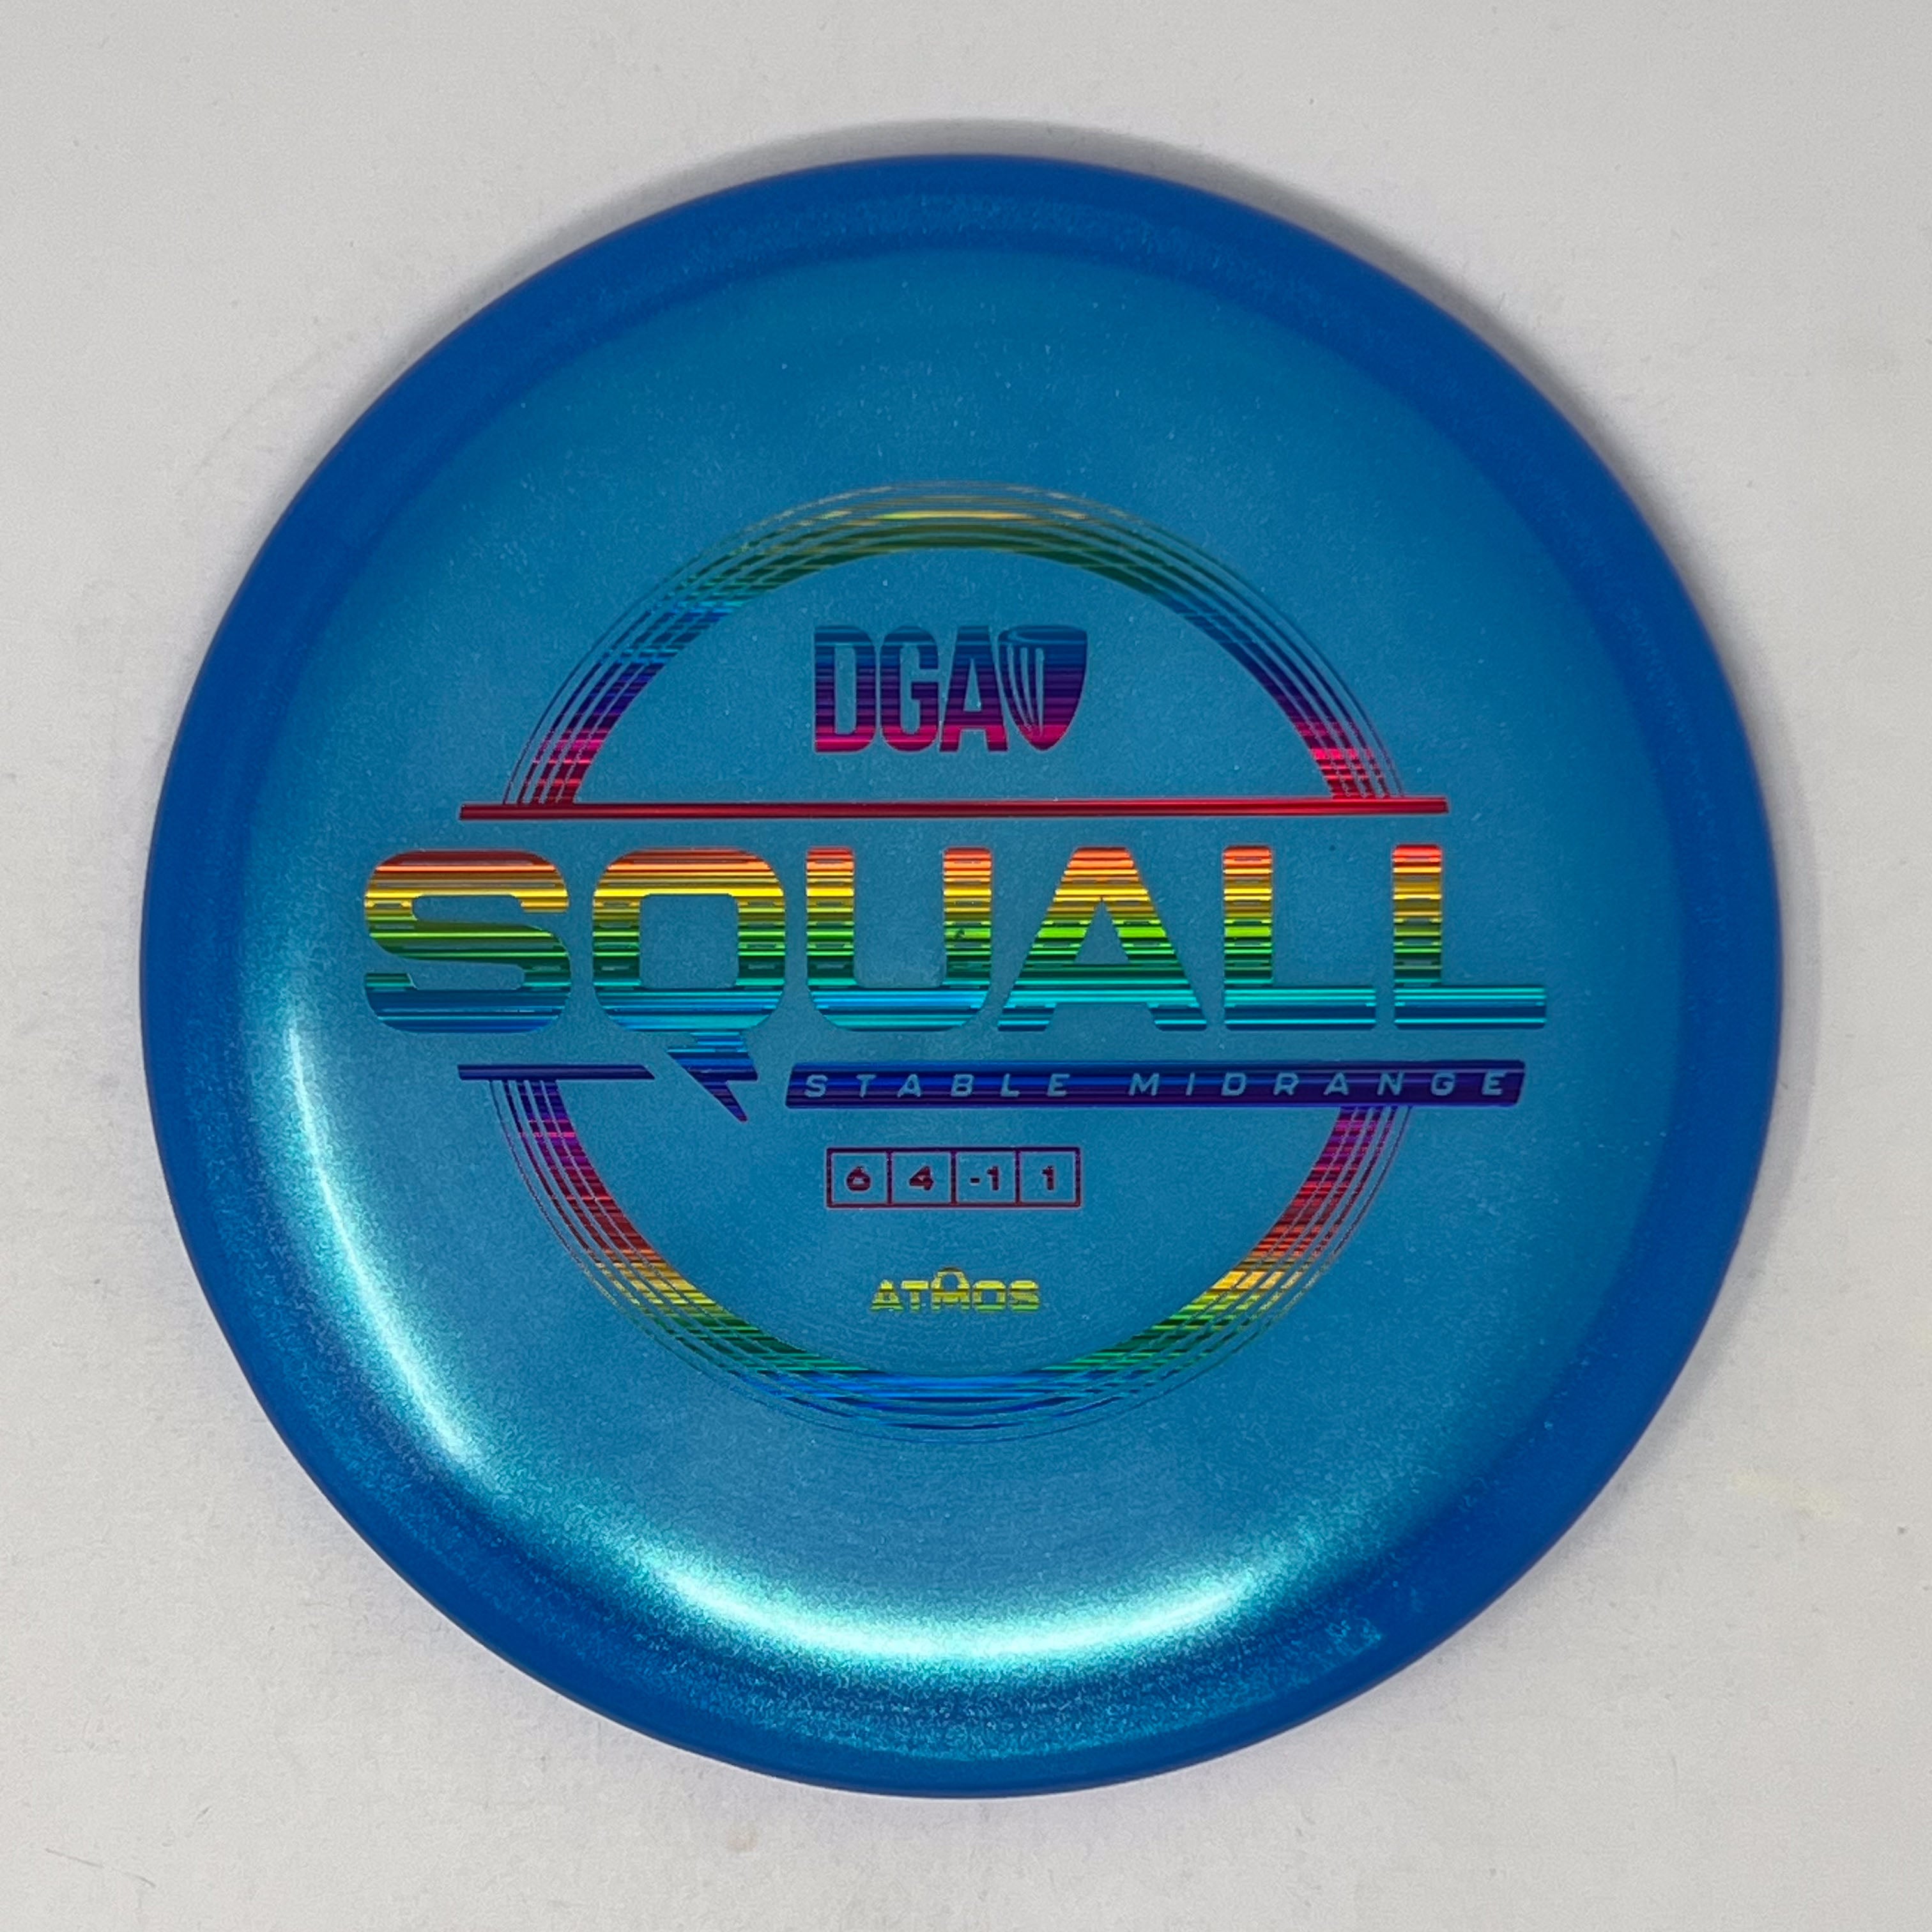 DGA
SQUALL
STABLE MIDRANGE
6 4 -1 1
ATMOS